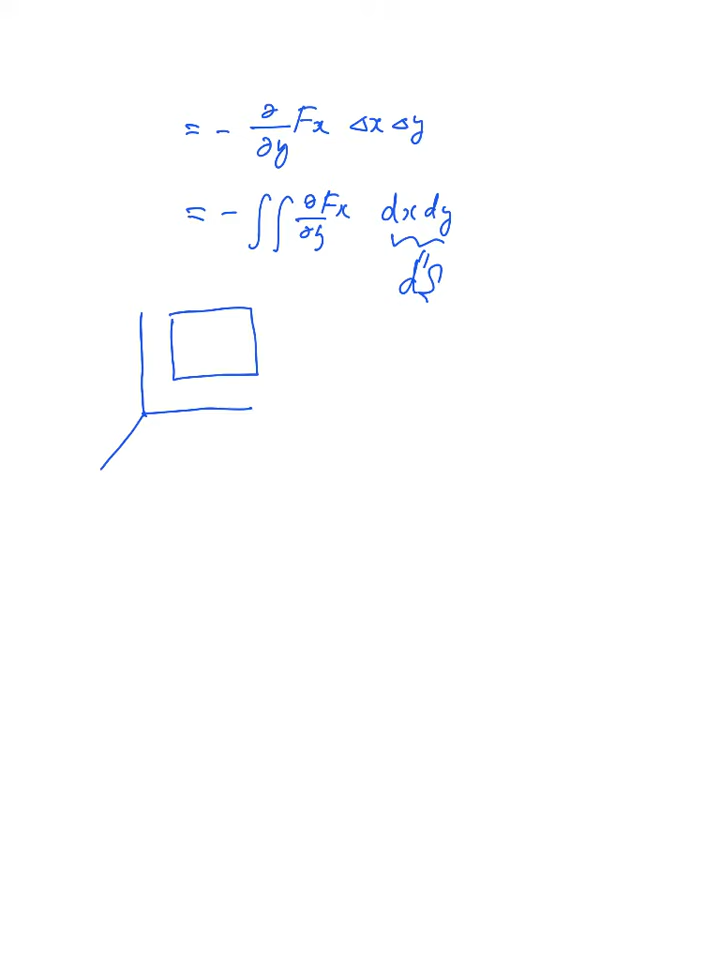 = - ∂/∂y Fx Δx Δy
= - ∬ ∂Fx/∂y dx dy
"
dS